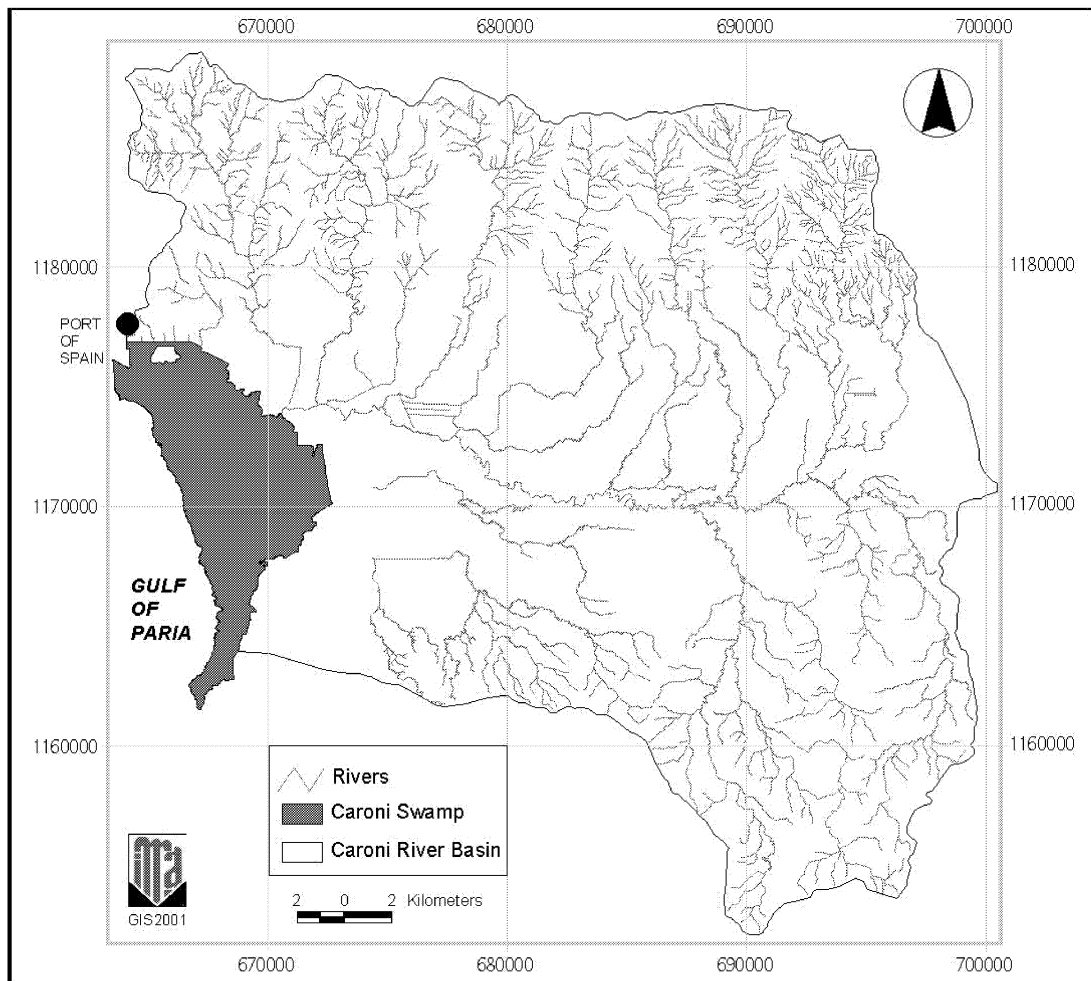 670000 680000 690000 700000
1180000 1180000
PORT
OF
SPAIN
1170000 1170000
GULF
OF
PARIA
1160000 1160000
Rivers
Caroni Swamp
Caroni River Basin
2 0 2 Kilometers
ima
GIS2001
670000 680000 690000 700000